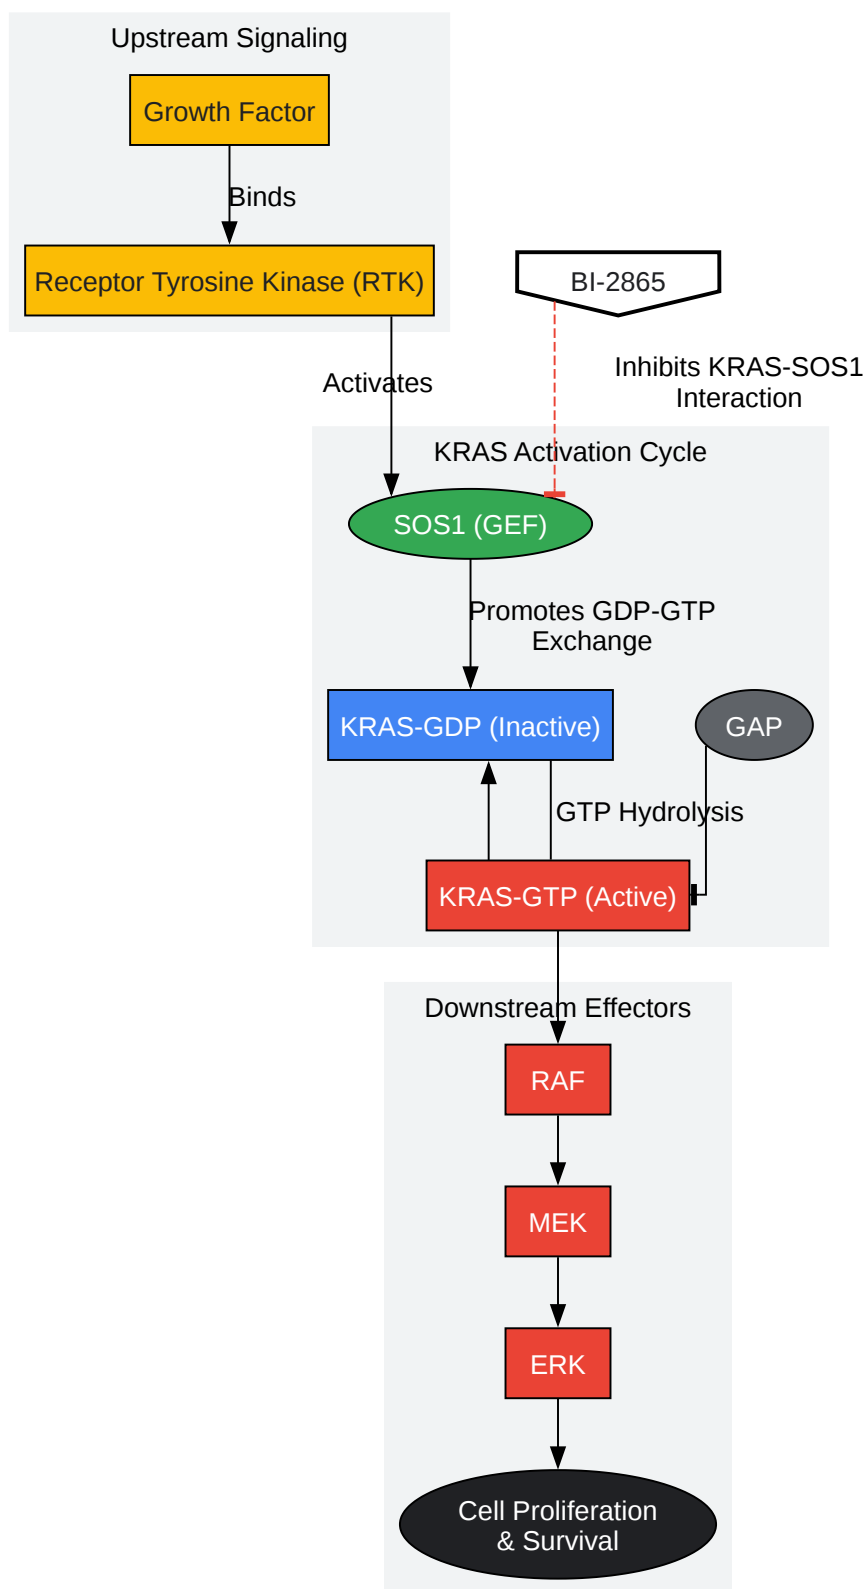 Upstream Signaling
Growth Factor
Binds
Receptor Tyrosine Kinase (RTK)
BI-2865
Activates
Inhibits KRAS-SOS1
Interaction
KRAS Activation Cycle
SOS1 (GEF)
Promotes GDP-GTP
Exchange
KRAS-GDP (Inactive)
GAP
GTP Hydrolysis
KRAS-GTP (Active)
Downstream Effectors
RAF
MEK
ERK
Cell Proliferation
& Survival